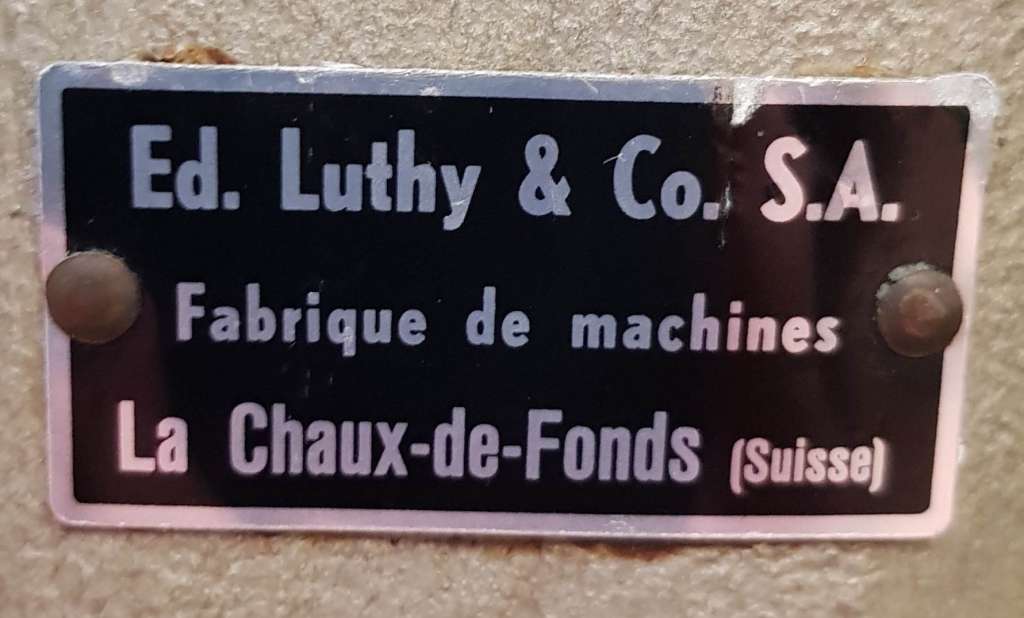 Ed. Luthy & Co. S.A.
Fabrique de machines
La Chaux-de-Fonds (Suisse)